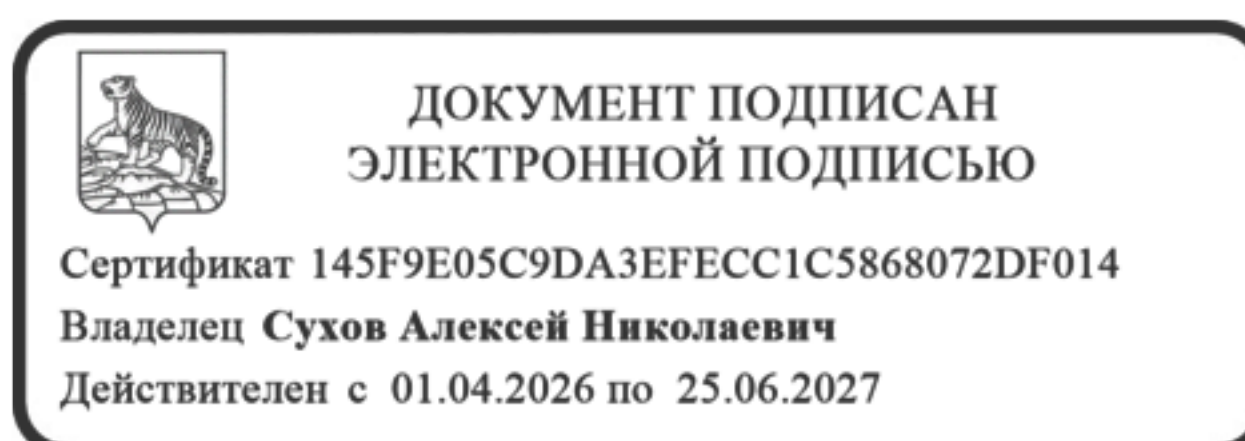 ДОКУМЕНТ ПОДПИСАН
ЭЛЕКТРОННОЙ ПОДПИСЬЮ
Сертификат 145F9E05C9DA3EFECC1C5868072DF014
Владелец Сухов Алексей Николаевич
Действителен с 01.04.2026 по 25.06.2027